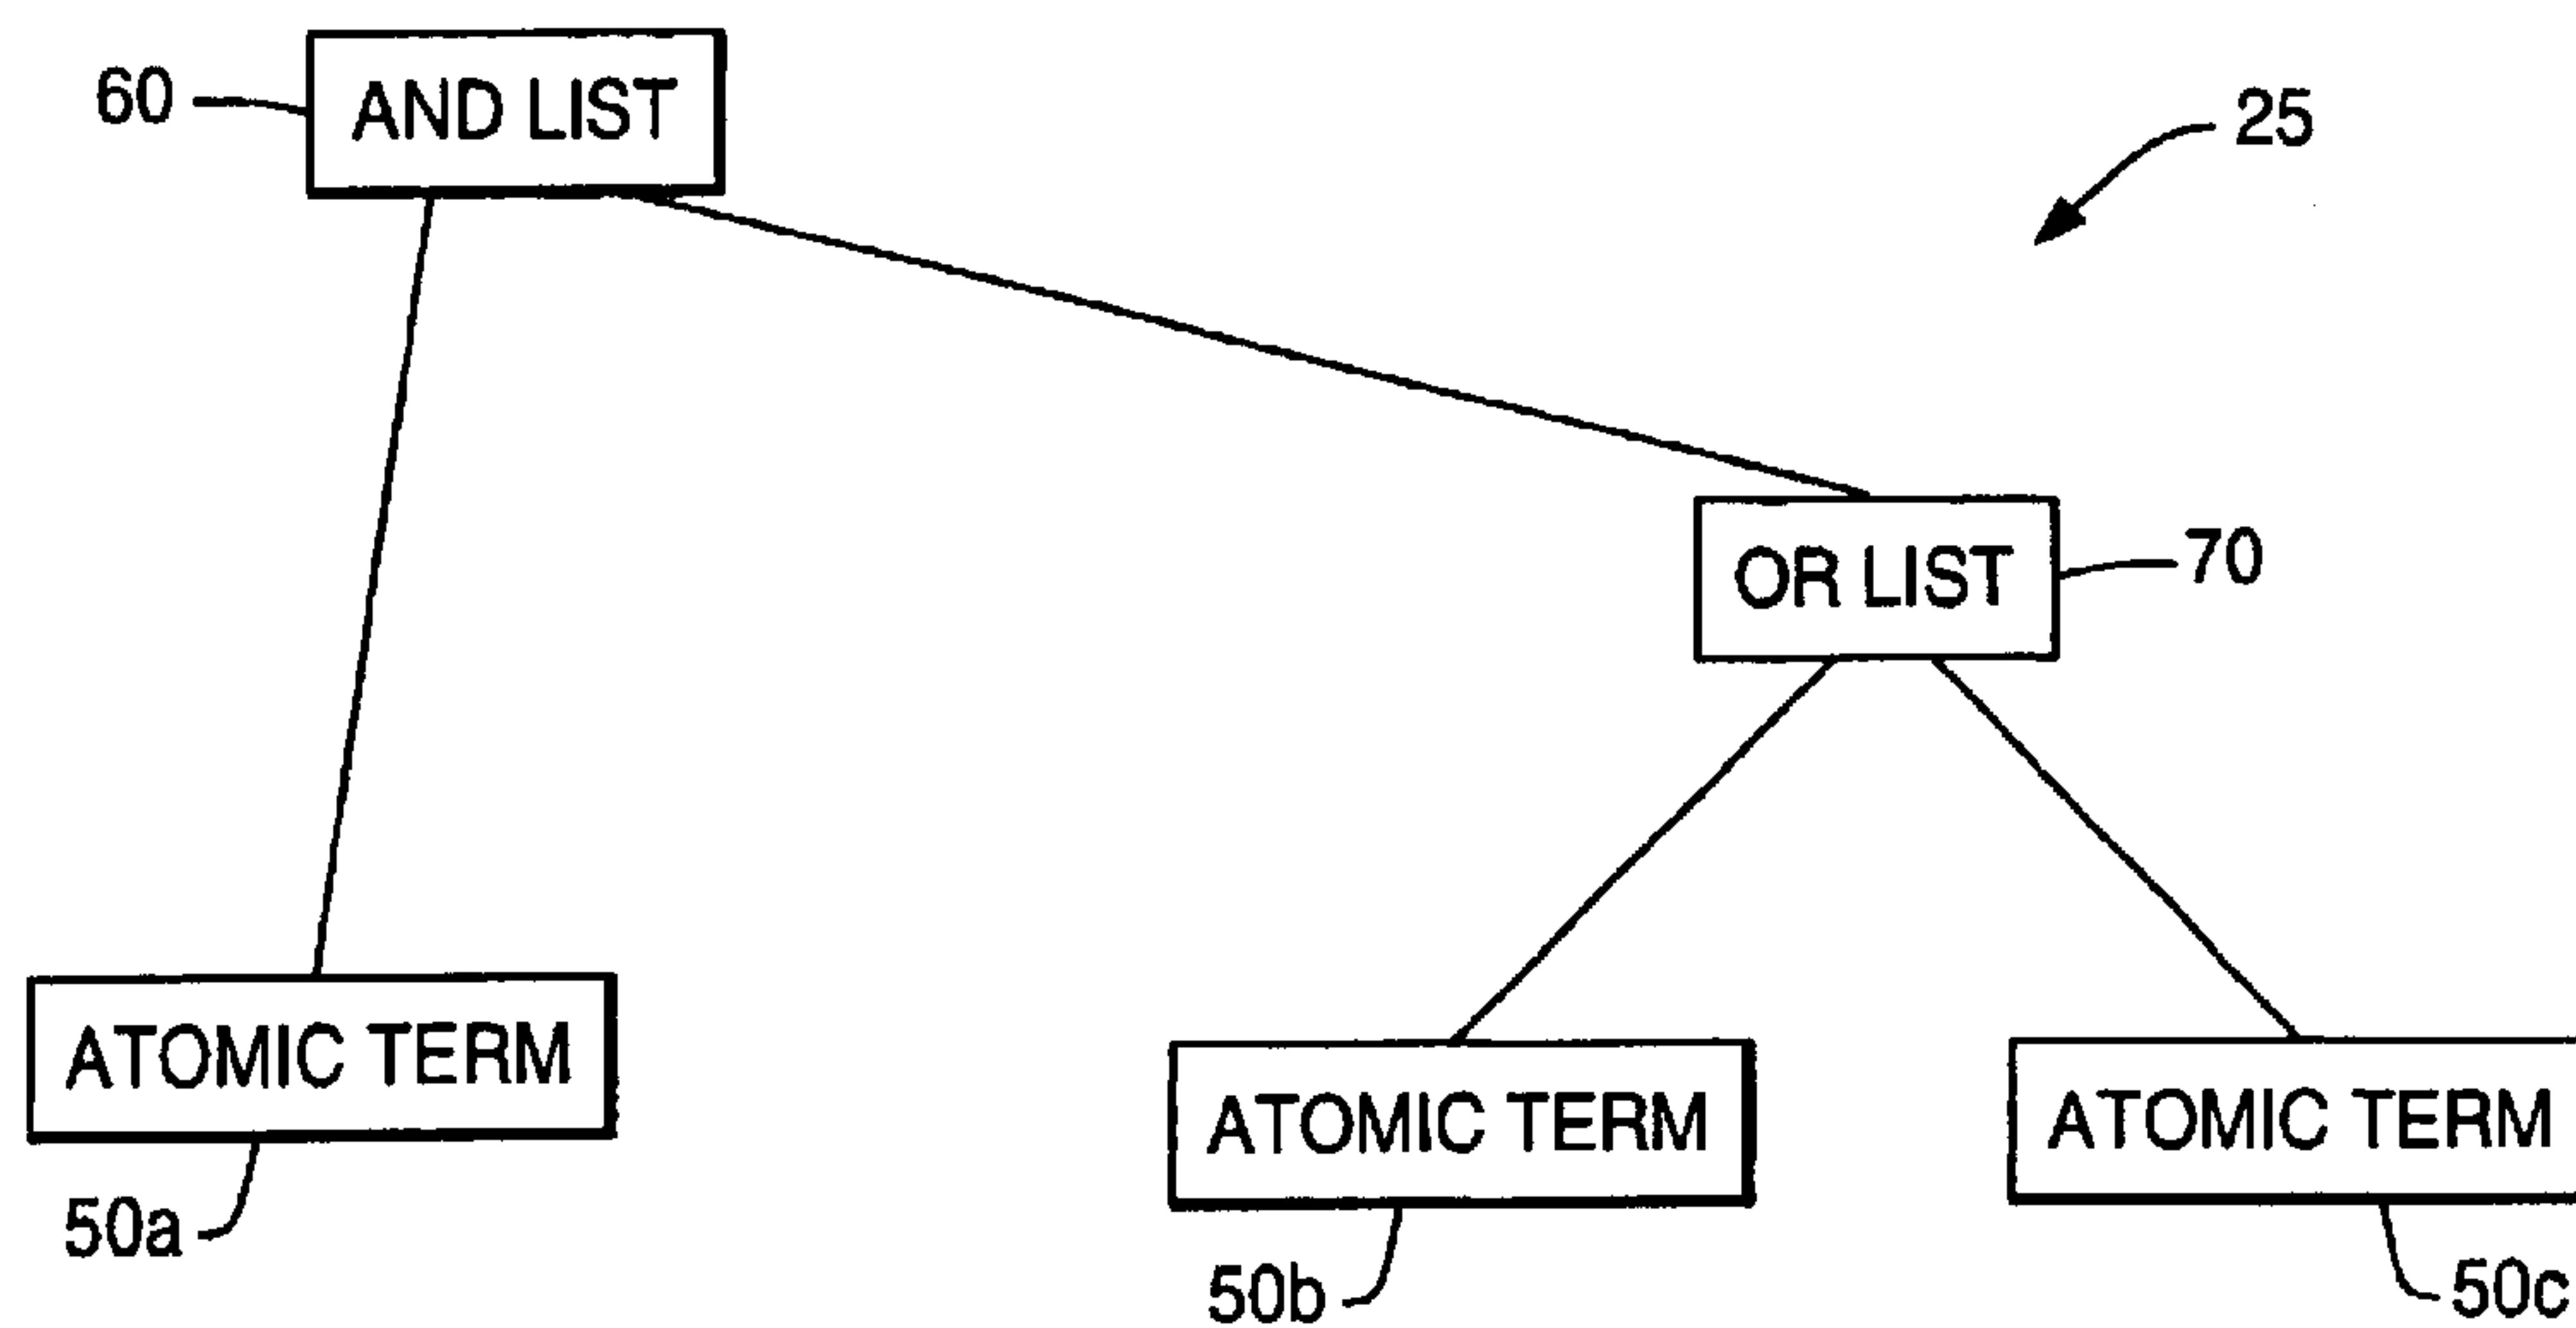 60
AND LIST
25
OR LIST
70
ATOMIC TERM
ATOMIC TERM
ATOMIC TERM
50a
50b
50c